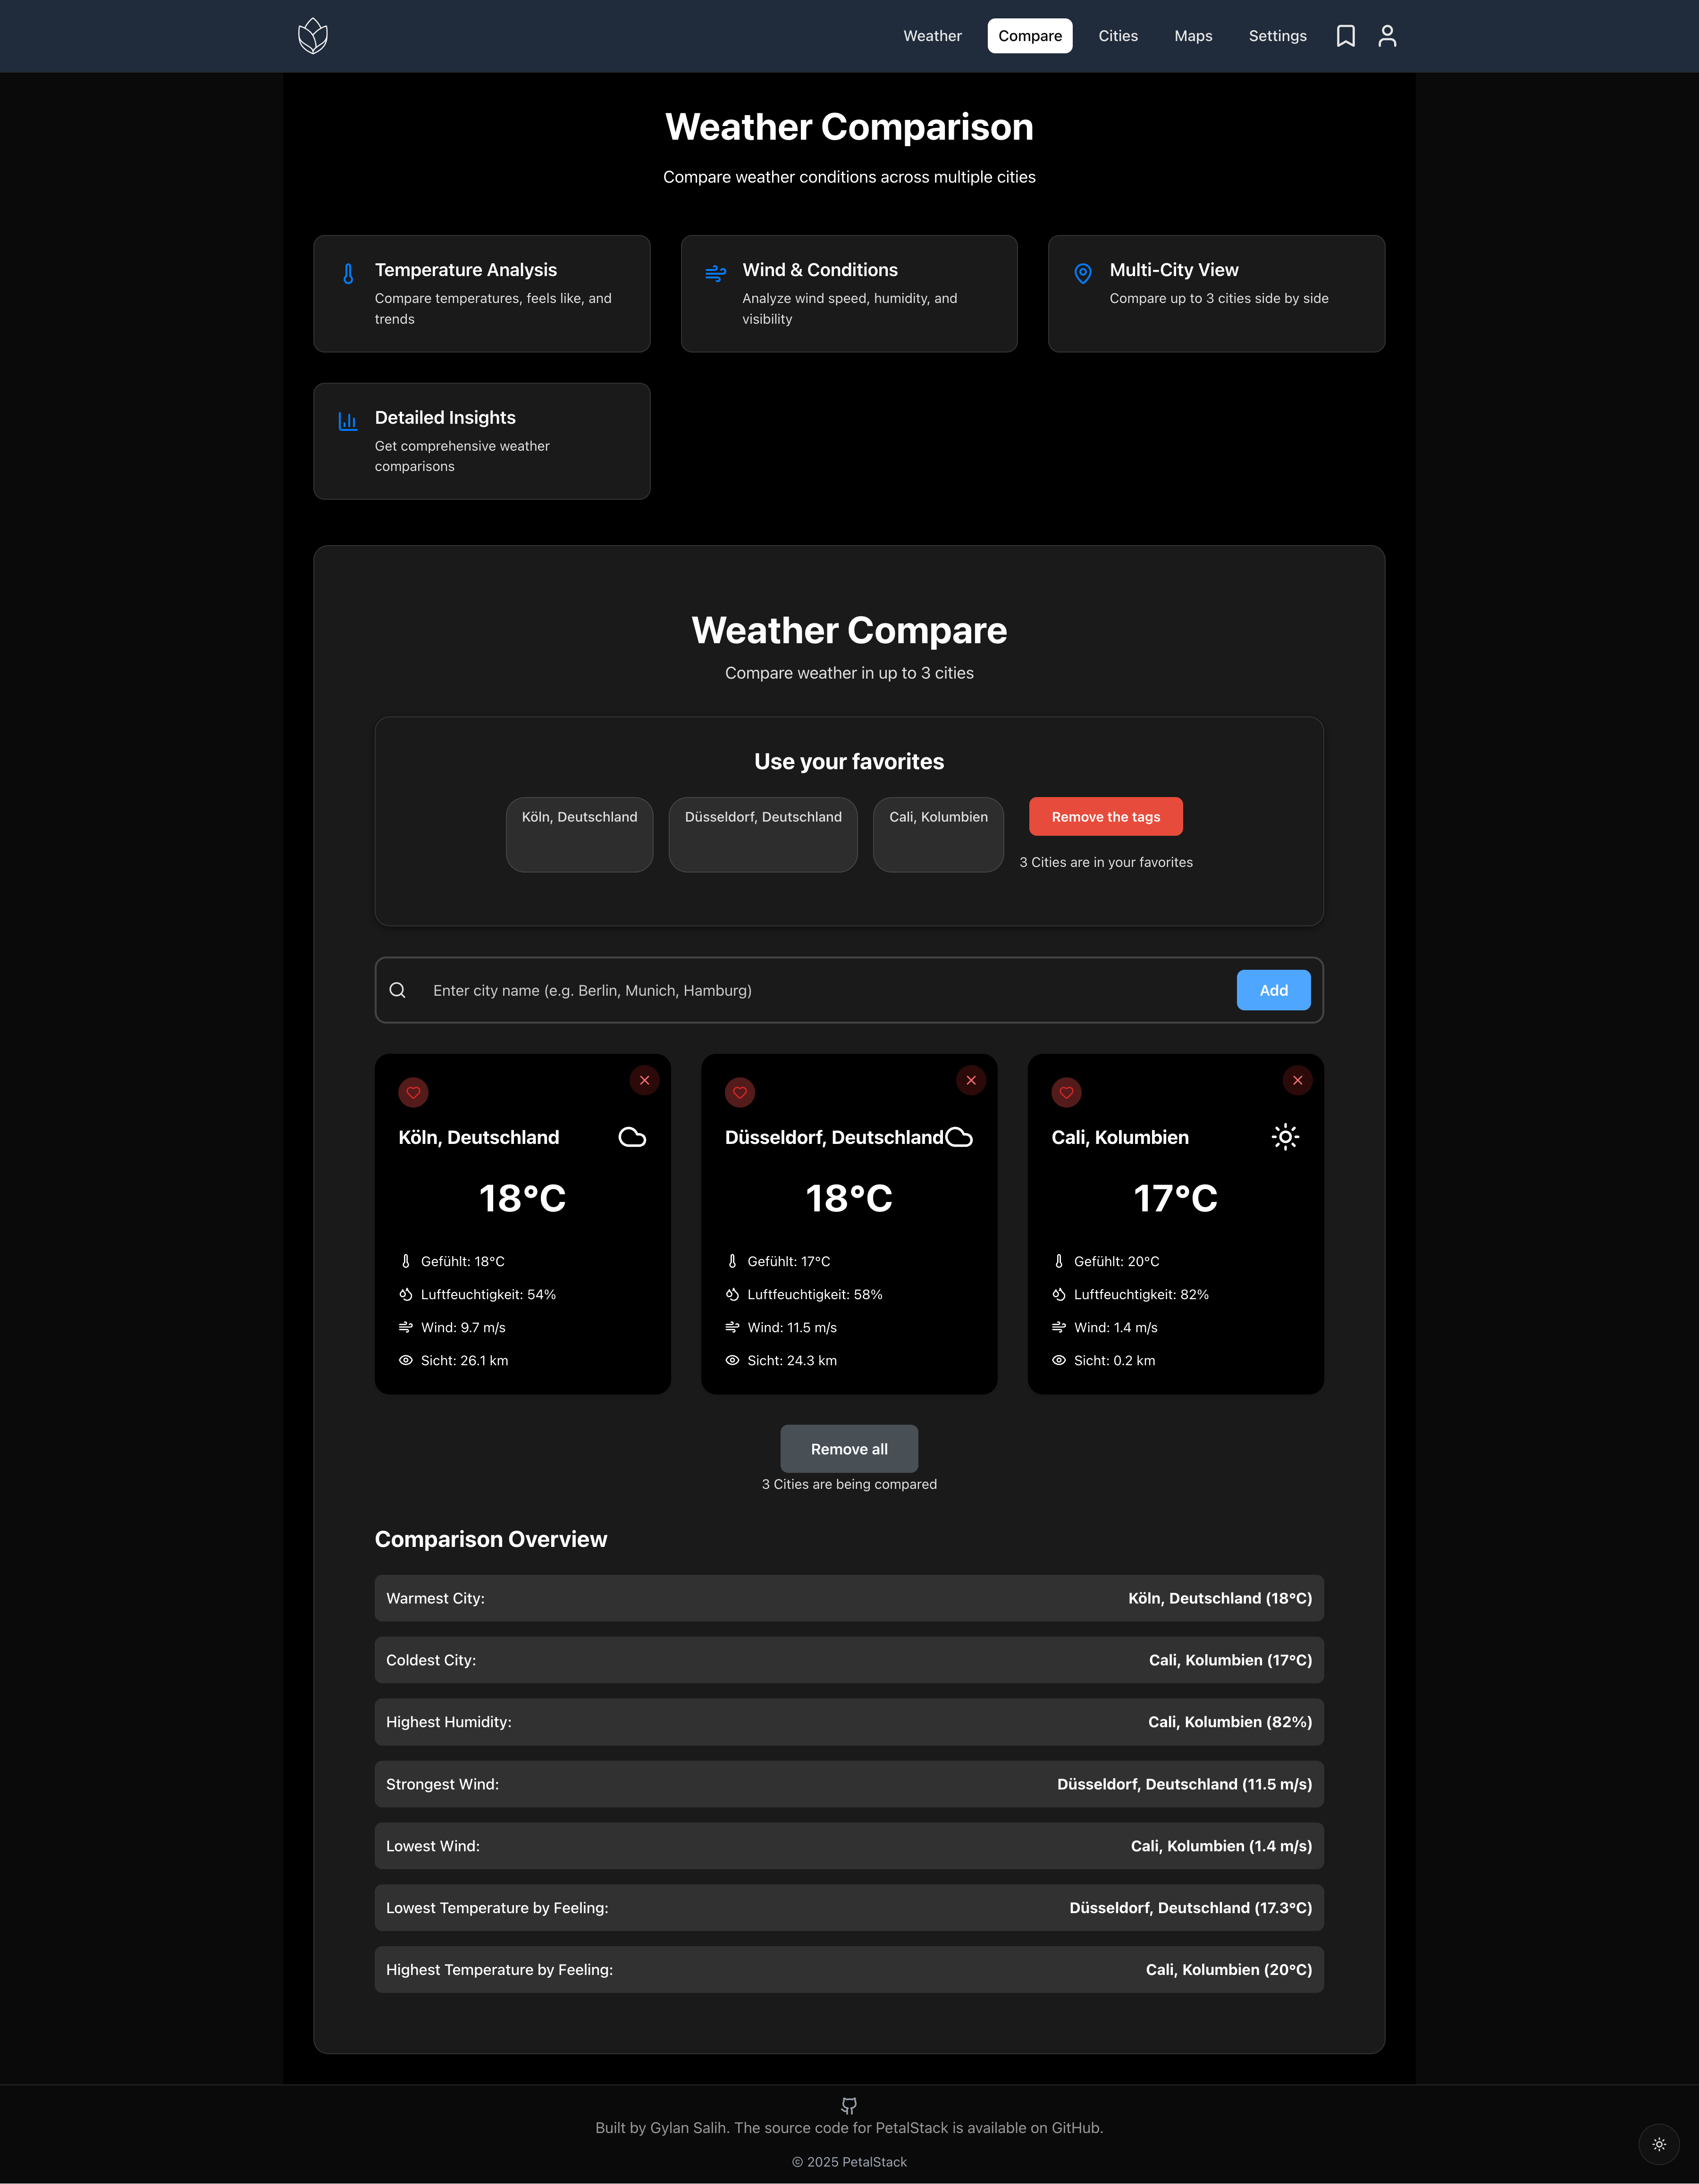 Weather
Compare
Cities
Maps
Settings
Weather Comparison
Compare weather conditions across multiple cities
Temperature Analysis
Compare temperatures, feels like, and
trends
Wind & Conditions
Analyze wind speed, humidity, and
visibility
Multi-City View
Compare up to 3 cities side by side
Detailed Insights
Get comprehensive weather
comparisons
Weather Compare
Compare weather in up to 3 cities
Use your favorites
Köln, Deutschland
Düsseldorf, Deutschland
Cali, Kolumbien
Remove the tags
3 Cities are in your favorites
Enter city name (e.g. Berlin, Munich, Hamburg)
Add
Köln, Deutschland
18°C
Gefühlt: 18°C
Luftfeuchtigkeit: 54%
Wind: 9.7 m/s
Sicht: 26.1 km
Düsseldorf, Deutschland
18°C
Gefühlt: 17°C
Luftfeuchtigkeit: 58%
Wind: 11.5 m/s
Sicht: 24.3 km
Cali, Kolumbien
17°C
Gefühlt: 20°C
Luftfeuchtigkeit: 82%
Wind: 1.4 m/s
Sicht: 0.2 km
Remove all
3 Cities are being compared
Comparison Overview
Warmest City: Köln, Deutschland (18°C)
Coldest City: Cali, Kolumbien (17°C)
Highest Humidity: Cali, Kolumbien (82%)
Strongest Wind: Düsseldorf, Deutschland (11.5 m/s)
Lowest Wind: Cali, Kolumbien (1.4 m/s)
Lowest Temperature by Feeling: Düsseldorf, Deutschland (17.3°C)
Highest Temperature by Feeling: Cali, Kolumbien (20°C)
Built by Gylan Salih. The source code for PetalStack is available on GitHub.
© 2025 PetalStack